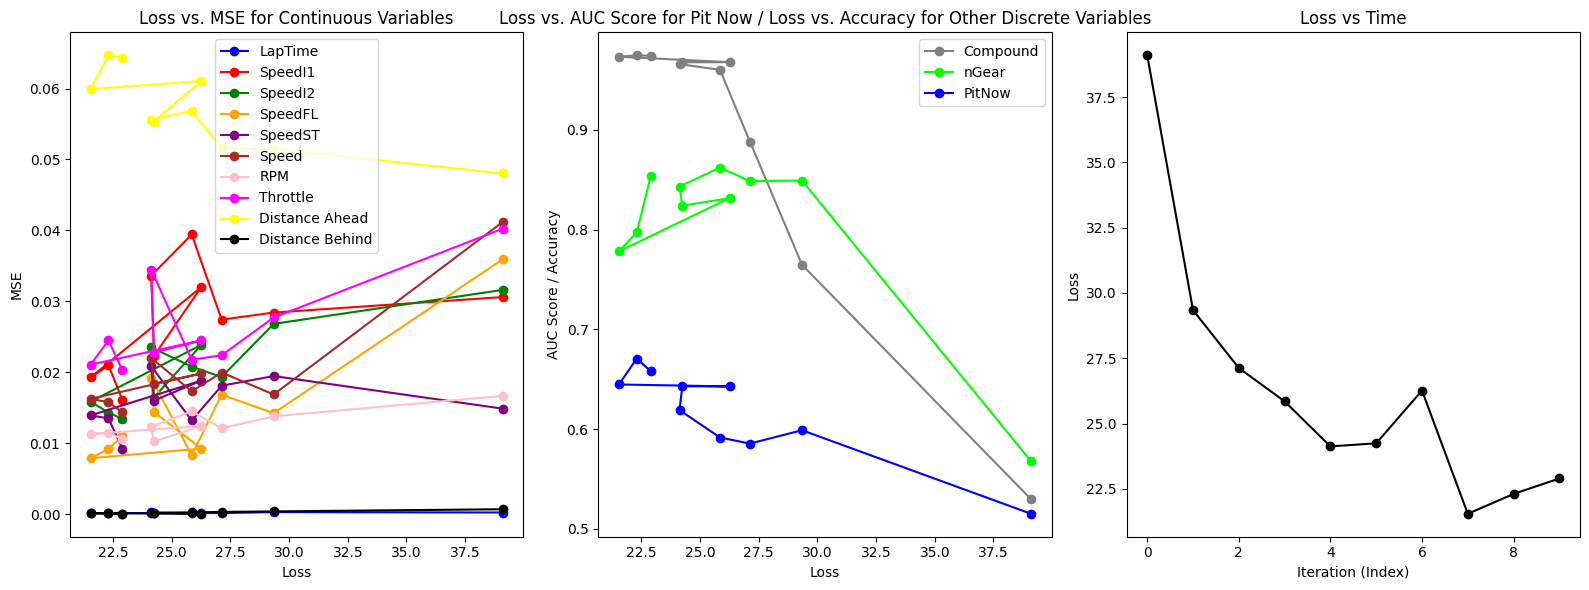 Loss vs. MSE for Continuous Variables
LapTime
SpeedI1
SpeedI2
SpeedFL
SpeedST
Speed
RPM
Throttle
Distance Ahead
Distance Behind
0.06
0.05
0.04
0.03
0.02
0.01
0.00
MSE
22.5 25.0 27.5 30.0 32.5 35.0 37.5
Loss
Loss vs. AUC Score for Pit Now / Loss vs. Accuracy for Other Discrete Variables
Compound
nGear
PitNow
0.9
0.8
0.7
0.6
0.5
AUC Score / Accuracy
22.5 25.0 27.5 30.0 32.5 35.0 37.5
Loss
Loss vs Time
37.5
35.0
32.5
30.0
27.5
25.0
22.5
Loss
0 2 4 6 8
Iteration (Index)